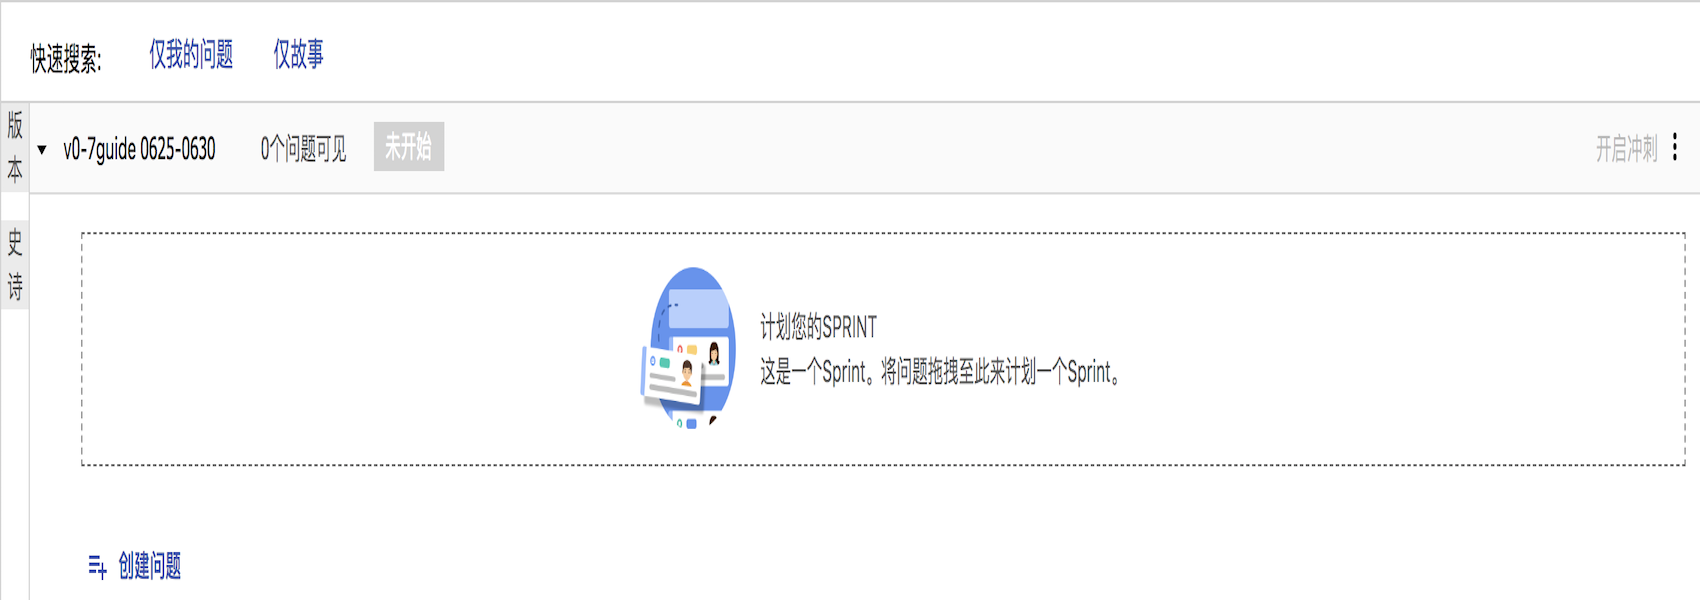 快速搜索: 仅我的问题 仅故事
版本
v0-7guide 0625-0630 0个问题可见 未开始 开启冲刺
史诗
计划您的SPRINT
这是一个Sprint。将问题拖拽至此来计划一个Sprint。
创建问题